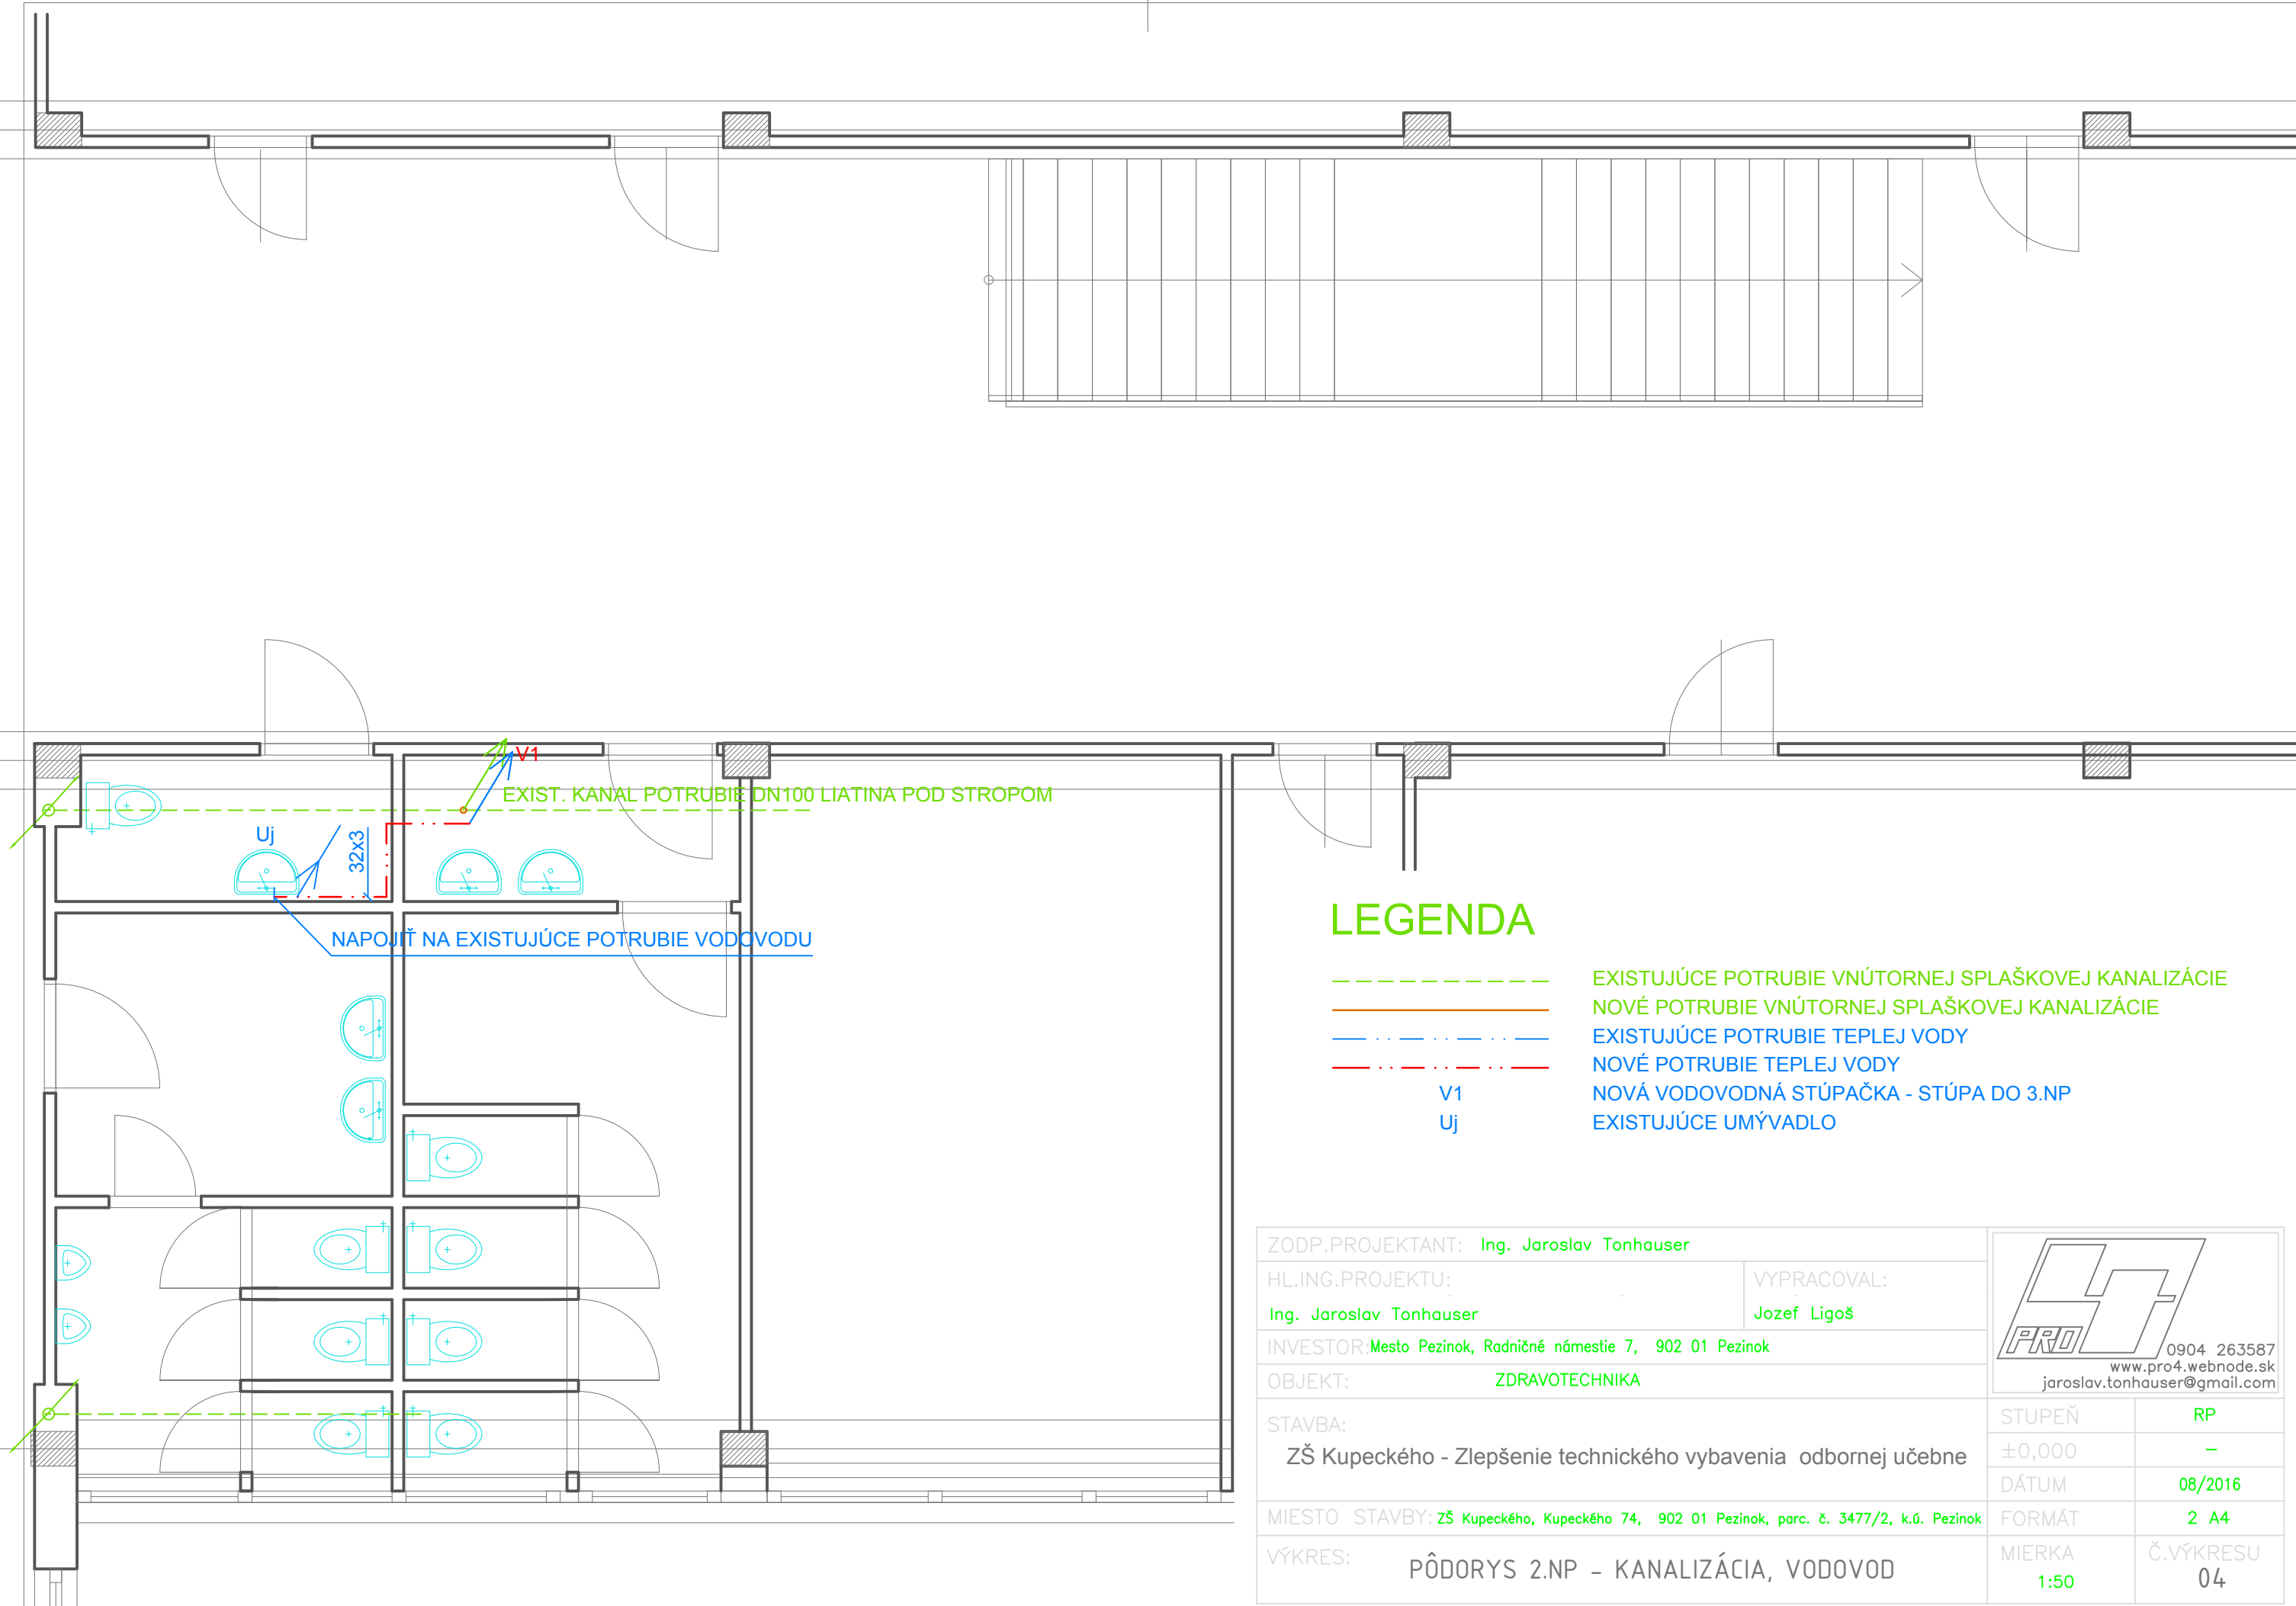 V1
EXIST. KANAL POTRUBIE DN100 LIATINA POD STROPOM
Uj
32x3
NAPOJIŤ NA EXISTUJÚCE POTRUBIE VODOVODU
LEGENDA
EXISTUJÚCE POTRUBIE VNÚTORNEJ SPLAŠKOVEJ KANALIZÁCIE
NOVÉ POTRUBIE VNÚTORNEJ SPLAŠKOVEJ KANALIZÁCIE
EXISTUJÚCE POTRUBIE TEPLEJ VODY
NOVÉ POTRUBIE TEPLEJ VODY
V1 NOVÁ VODOVODNÁ STÚPAČKA - STÚPA DO 3.NP
Uj EXISTUJÚCE UMÝVADLO
ZODP.PROJEKTANT: Ing. Jaroslav Tonhauser
HL.ING.PROJEKTU:
Ing. Jaroslav Tonhauser
VYPRACOVAL:
Jozef Ligoš
INVESTOR: Mesto Pezinok, Radničné námestie 7, 902 01 Pezinok
OBJEKT: ZDRAVOTECHNIKA
STAVBA:
ZŠ Kupeckého - Zlepšenie technického vybavenia odbornej učebne
MIESTO STAVBY: ZŠ Kupeckého, Kupeckého 74, 902 01 Pezinok, parc. č. 3477/2, k.ú. Pezinok
VÝKRES: PÔDORYS 2.NP - KANALIZÁCIA, VODOVOD
PRO
0904 263587
www.pro4.webnode.sk
jaroslav.tonhauser@gmail.com
STUPEŇ RP
±0,000 –
DÁTUM 08/2016
FORMÁT 2 A4
MIERKA
1:50
Č.VÝKRESU
04